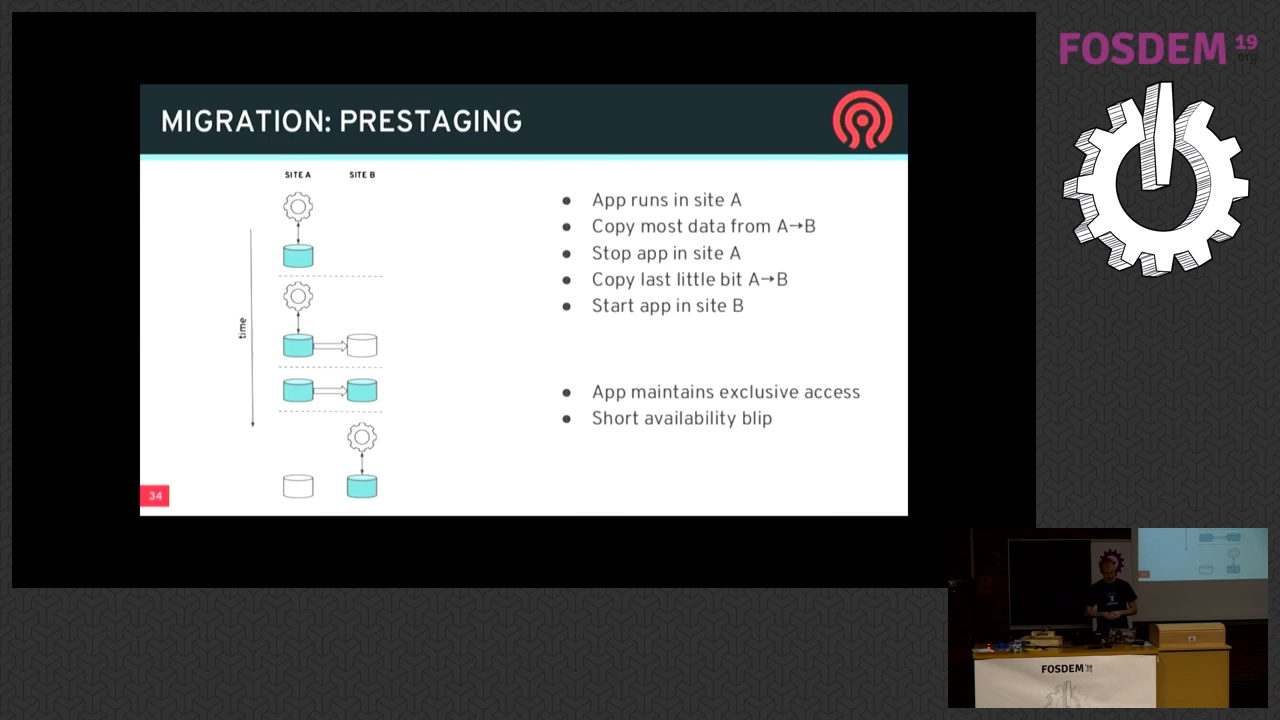 FOSDEM 19
.org
MIGRATION: PRESTAGING
SITE A SITE B
time
● App runs in site A
● Copy most data from A→B
● Stop app in site A
● Copy last little bit A→B
● Start app in site B
● App maintains exclusive access
● Short availability blip
34
FOSDEM 19